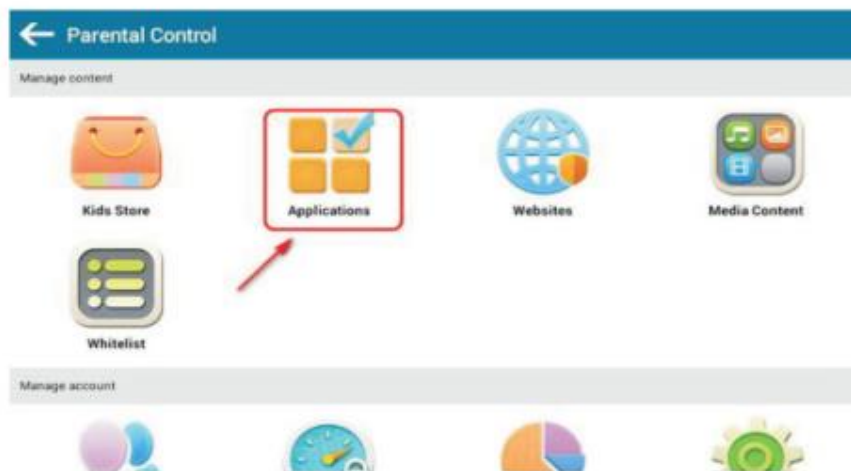 Parental Control
Manage content
Kids Store
Applications
Websites
Media Content
Whitelist
Manage account